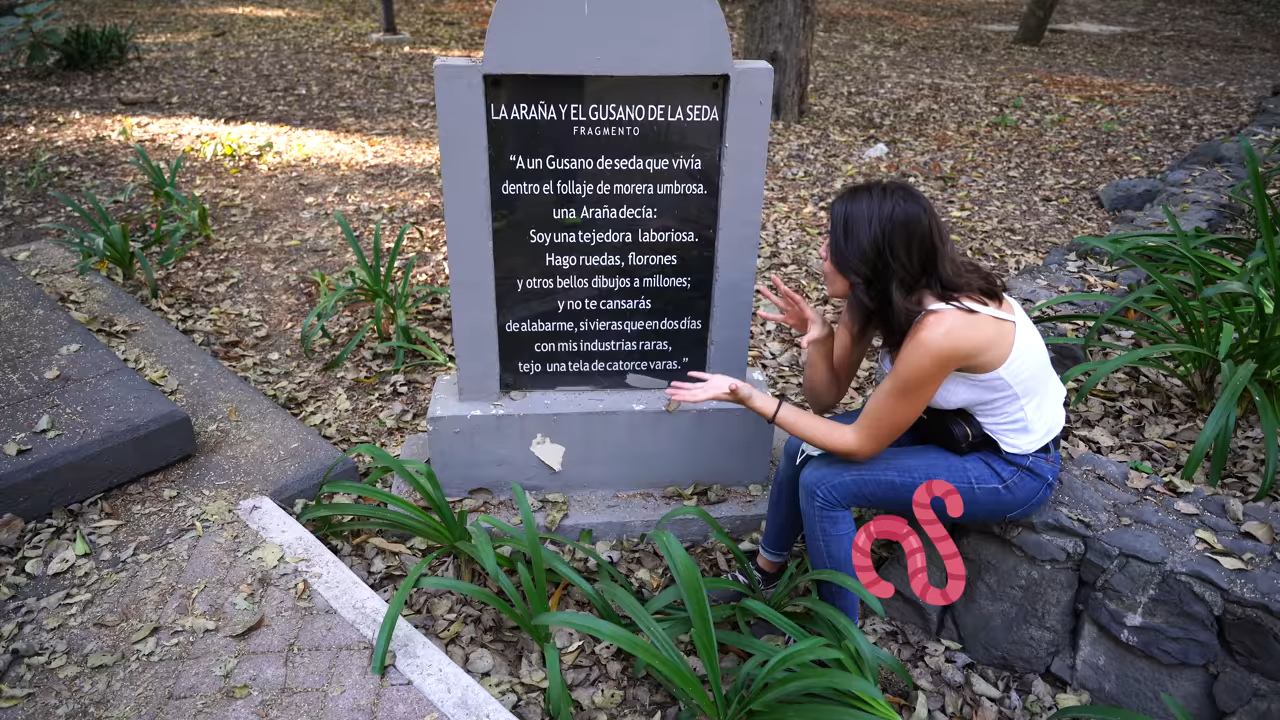 LA ARAÑA Y EL GUSANO DE LA SEDA
FRAGMENTO
“A un Gusano de seda que vivía
dentro el follaje de morera umbrosa.
una Araña decía:
Soy una tejedora laboriosa.
Hago ruedas, florones
y otros bellos dibujos a millones;
y no te cansarás
de alabarme, si vieras que en dos días
con mis industrias raras,
tejo una tela de catorce varas.”